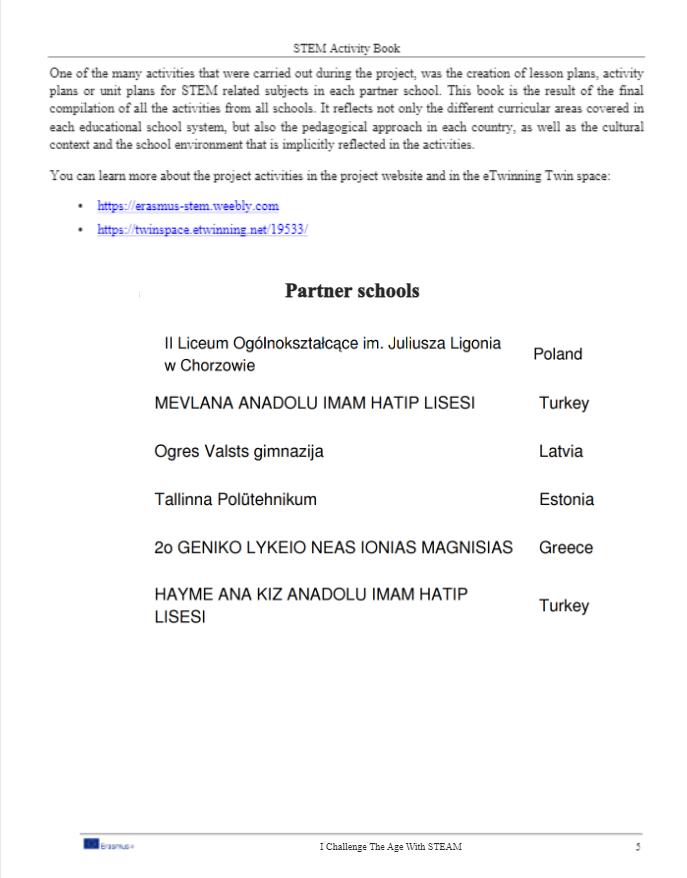 STEM Activity Book
One of the many activities that were carried out during the project, was the creation of lesson plans, activity
plans or unit plans for STEM related subjects in each partner school. This book is the result of the final
compilation of all the activities from all schools. It reflects not only the different curricular areas covered in
each educational school system, but also the pedagogical approach in each country, as well as the cultural
context and the school environment that is implicitly reflected in the activities.
You can learn more about the project activities in the project website and in the eTwinning Twin space:
• https://erasmus-stem.weebly.com
• https://twinspace.etwinning.net/19533/
Partner schools
II Liceum Ogólnokształcące im. Juliusza Ligonia
w Chorzowie
Poland
MEVLANA ANADOLU IMAM HATIP LISESI Turkey
Ogres Valsts gimnazija Latvia
Tallinna Polütehnikum Estonia
2o GENIKO LYKEIO NEAS IONIAS MAGNISIAS Greece
HAYME ANA KIZ ANADOLU IMAM HATIP
LISESI
Turkey
Erasmus+ I Challenge The Age With STEAM 5